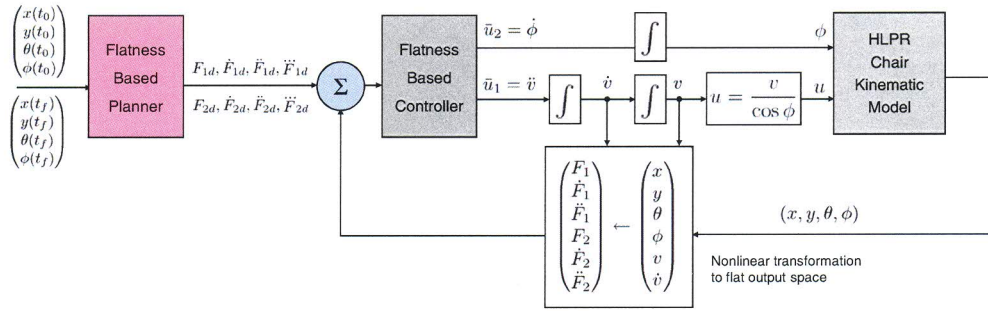 x(t₀)
y(t₀)
θ(t₀)
ϕ(t₀)
x(t_f)
y(t_f)
θ(t_f)
ϕ(t_f)
Flatness
Based
Planner
F₁d, Ḟ₁d, F̈₁d, F⃛₁d
F₂d, Ḟ₂d, F̈₂d, F⃛₂d
Σ
Flatness
Based
Controller
ū₂ = ϕ̇
∫
ϕ
ū₁ = v̈
∫
v̇
∫
v
u = v / cos ϕ
u
HLPR
Chair
Kinematic
Model
F₁
Ḟ₁
F̈₁
F₂
Ḟ₂
F̈₂
←
x
y
θ
ϕ
v
v̇
(x, y, θ, ϕ)
Nonlinear transformation
to flat output space